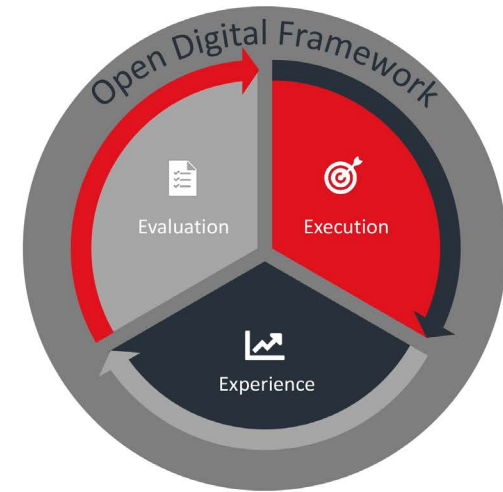 Open Digital Framework
Evaluation
Execution
Experience